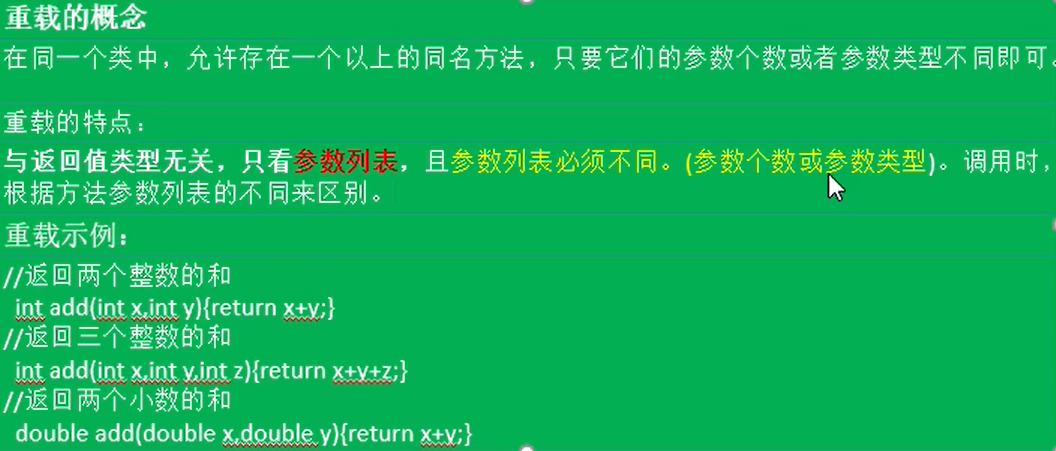 重载的概念
在同一个类中，允许存在一个以上的同名方法，只要它们的参数个数或者参数类型不同即可。
重载的特点：
与返回值类型无关，只看参数列表，且参数列表必须不同。(参数个数或参数类型)。调用时，
根据方法参数列表的不同来区别。
重载示例：
//返回两个整数的和
int add(int x,int y){return x+y;}
//返回三个整数的和
int add(int x,int y,int z){return x+y+z;}
//返回两个小数的和
double add(double x,double y){return x+y;}